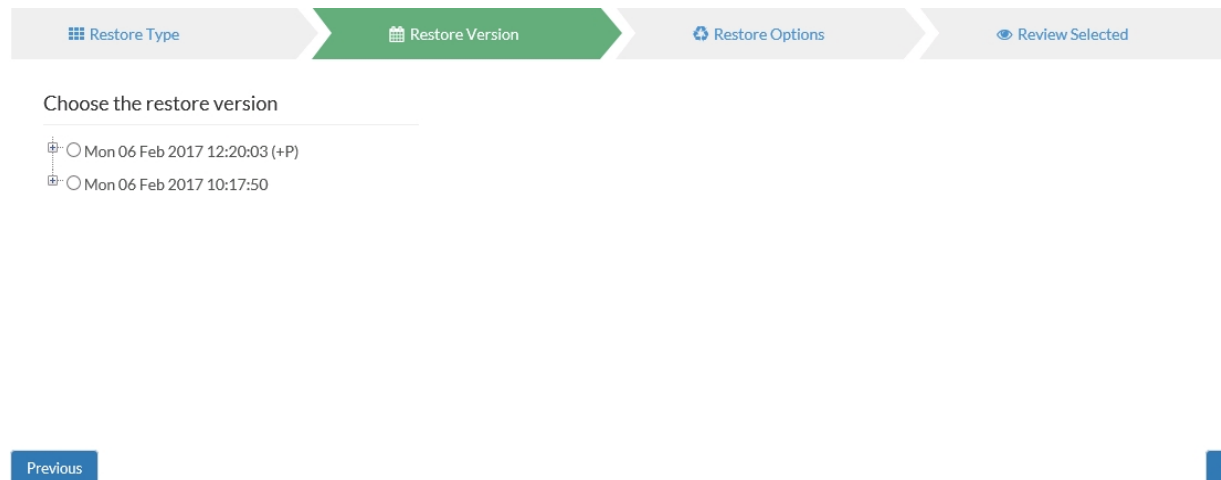 Restore Type
Restore Version
Restore Options
Review Selected
Choose the restore version
Mon 06 Feb 2017 12:20:03 (+P)
Mon 06 Feb 2017 10:17:50
Previous